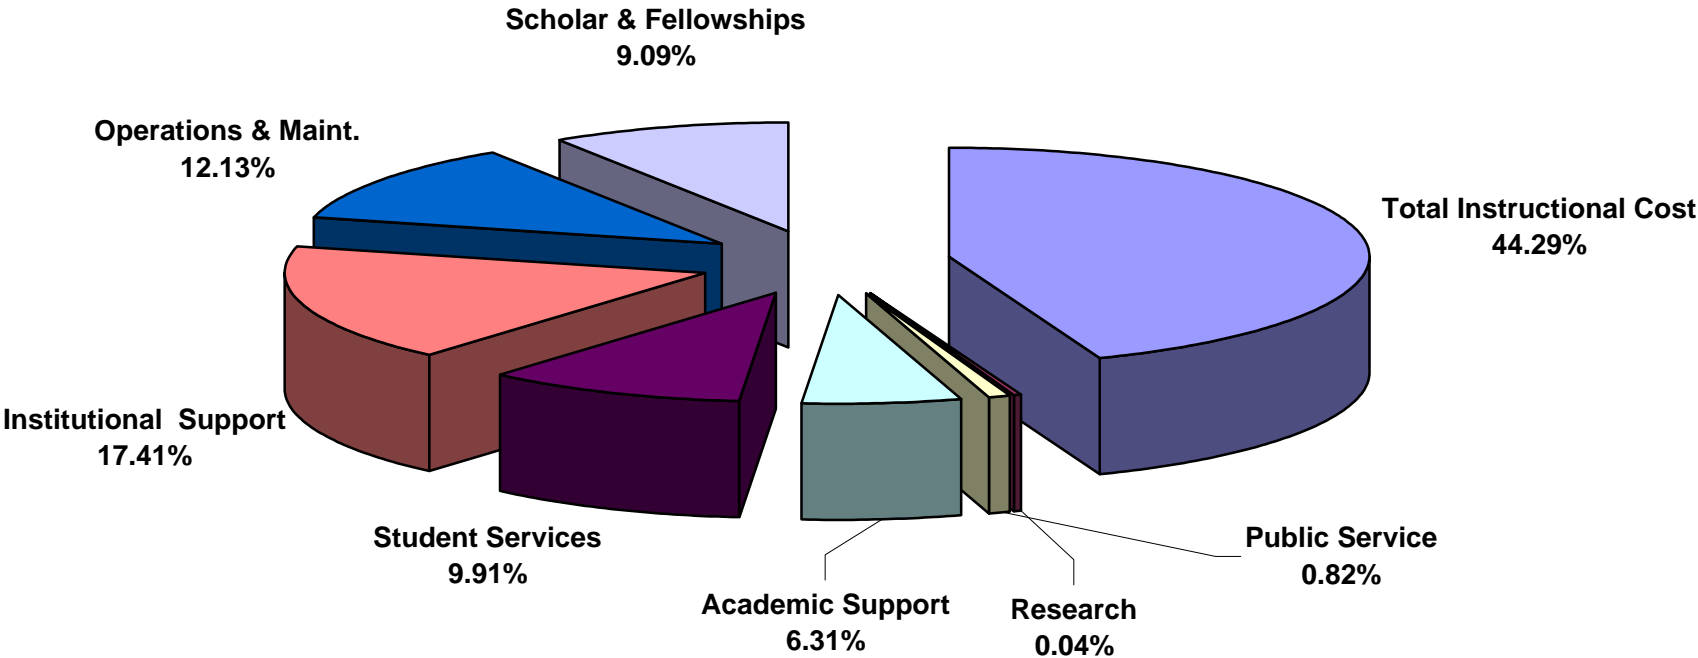 Scholar & Fellowships
9.09%
Operations & Maint.
12.13%
Total Instructional Cost
44.29%
Institutional  Support
17.41%
Student Services
9.91%
Public Service
0.82%
Academic Support
6.31%
Research
0.04%